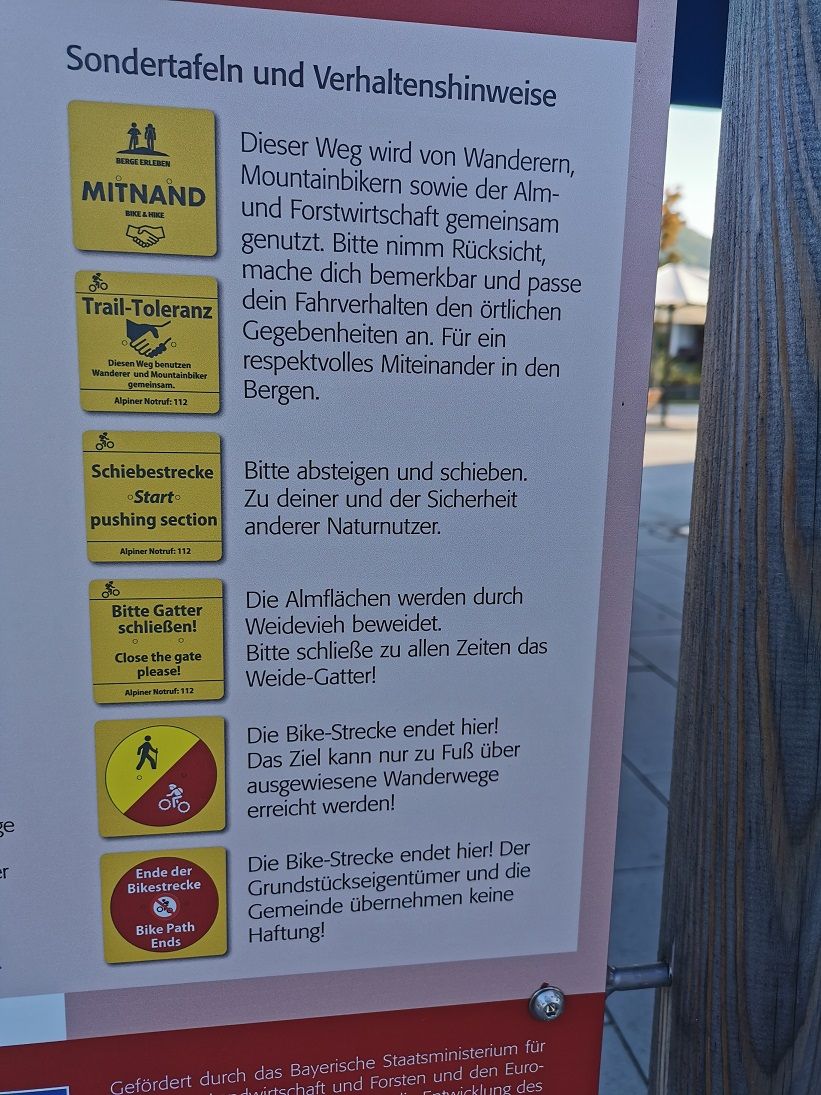 Sondertafeln und Verhaltenshinweise
BERGE ERLEBEN
MITNAND
BIKE & HIKE
Dieser Weg wird von Wanderern,
Mountainbikern sowie der Alm-
und Forstwirtschaft gemeinsam
genutzt. Bitte nimm Rücksicht,
mache dich bemerkbar und passe
dein Fahrverhalten den örtlichen
Gegebenheiten an. Für ein
respektvolles Miteinander in den
Bergen.
Trail-Toleranz
Diesen Weg benutzen
Wanderer und Mountainbiker
gemeinsam.
Alpiner Notruf: 112
Schiebestrecke
Start
pushing section
Alpiner Notruf: 112
Bitte absteigen und schieben.
Zu deiner und der Sicherheit
anderer Naturnutzer.
Bitte Gatter
schließen!
Close the gate
please!
Alpiner Notruf: 112
Die Almflächen werden durch
Weidevieh beweidet.
Bitte schließe zu allen Zeiten das
Weide-Gatter!
Die Bike-Strecke endet hier!
Das Ziel kann nur zu Fuß über
ausgewiesene Wanderwege
erreicht werden!
Ende der
Bikestrecke
Bike Path
Ends
Die Bike-Strecke endet hier! Der
Grundstückseigentümer und die
Gemeinde übernehmen keine
Haftung!
Gefördert durch das Bayerische Staatsministerium für
und Forsten und den Euro-
Entwicklung des